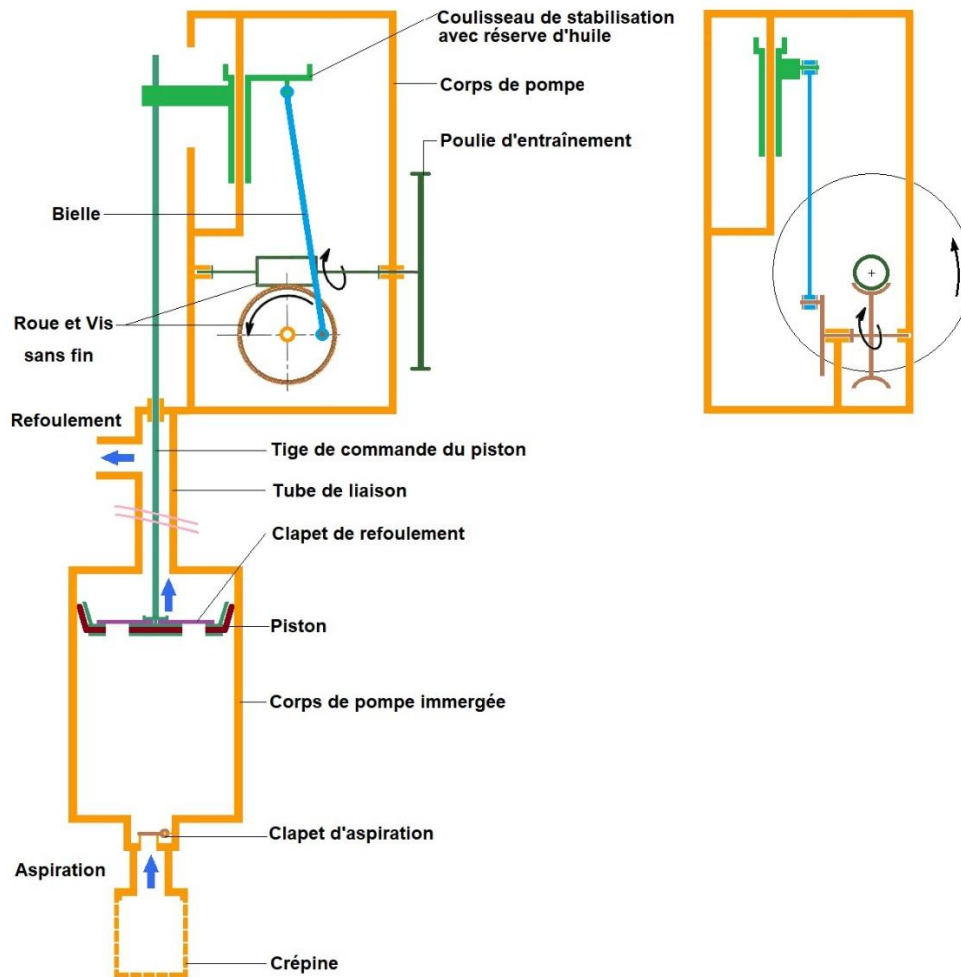 Coulisseau de stabilisation
avec réserve d'huile
Corps de pompe
Poulie d'entraînement
Bielle
Roue et Vis
sans fin
Refoulement
Tige de commande du piston
Tube de liaison
Clapet de refoulement
Piston
Corps de pompe immergée
Clapet d'aspiration
Aspiration
Crépine